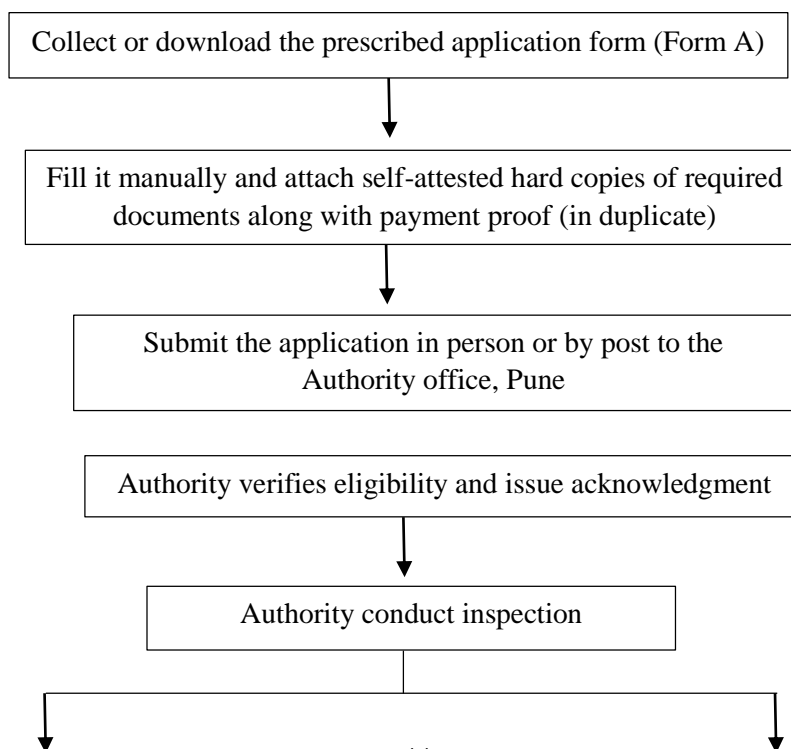 Collect or download the prescribed application form (Form A)
Fill it manually and attach self-attested hard copies of required
documents along with payment proof (in duplicate)
Submit the application in person or by post to the
Authority office, Pune
Authority verifies eligibility and issue acknowledgment
Authority conduct inspection